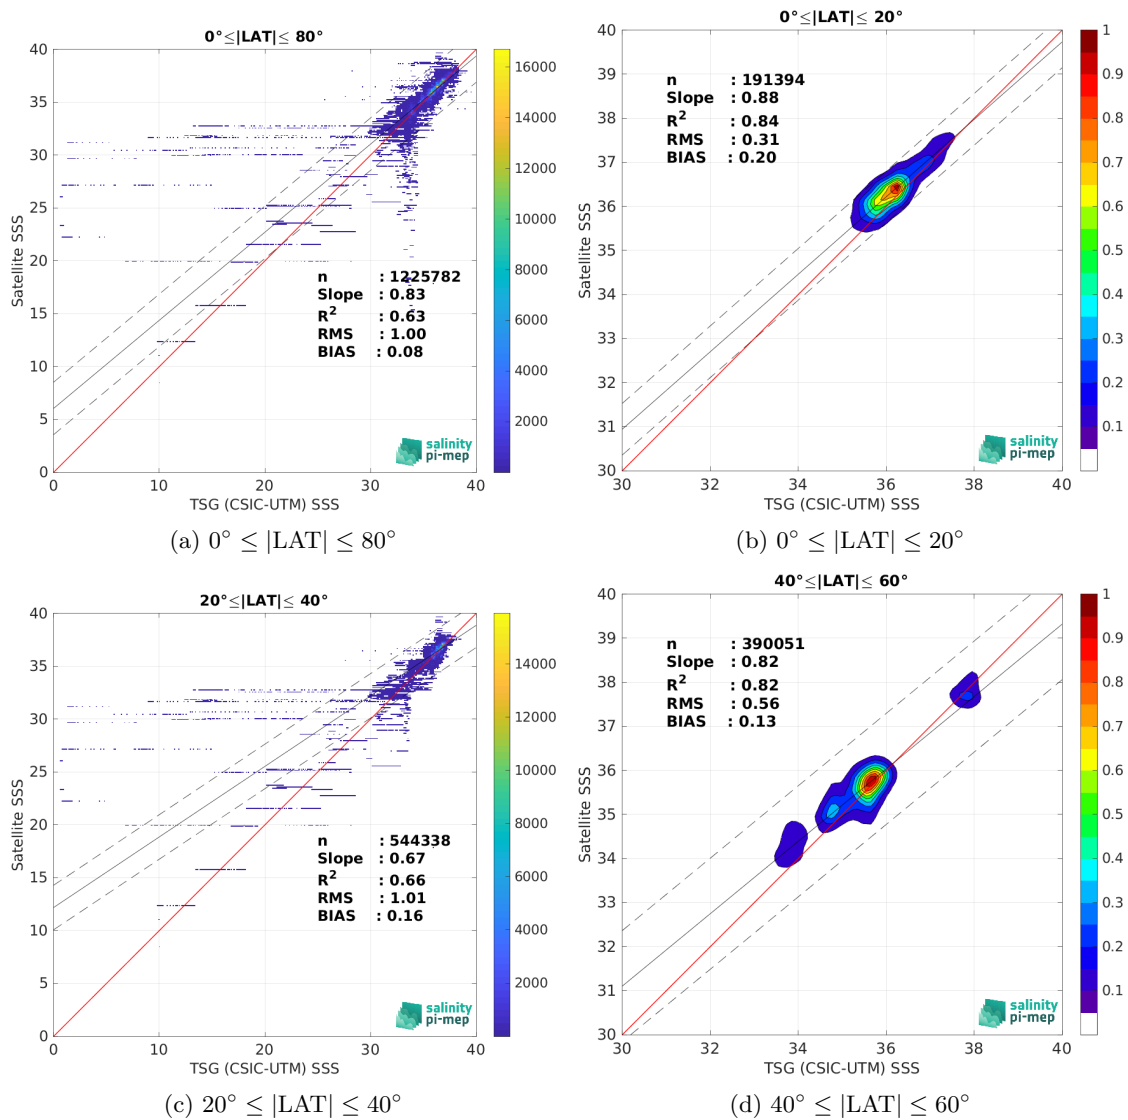 0°≤|LAT|≤ 80°
40
35
30
25
20
15
10
5
0
Satellite SSS
n : 1225782
Slope : 0.83
R² : 0.63
RMS : 1.00
BIAS : 0.08
salinity
pi-mep
0 10 20 30 40
TSG (CSIC-UTM) SSS
16000
14000
12000
10000
8000
6000
4000
2000
0
(a) 0° ≤ |LAT| ≤ 80°
0°≤|LAT|≤ 20°
40
39
38
37
36
35
34
33
32
31
30
Satellite SSS
n : 191394
Slope : 0.88
R² : 0.84
RMS : 0.31
BIAS : 0.20
salinity
pi-mep
30 32 34 36 38 40
TSG (CSIC-UTM) SSS
1
0.9
0.8
0.7
0.6
0.5
0.4
0.3
0.2
0.1
(b) 0° ≤ |LAT| ≤ 20°
20°≤|LAT|≤ 40°
40
35
30
25
20
15
10
5
0
Satellite SSS
n : 544338
Slope : 0.67
R² : 0.66
RMS : 1.01
BIAS : 0.16
salinity
pi-mep
0 10 20 30 40
TSG (CSIC-UTM) SSS
14000
12000
10000
8000
6000
4000
2000
0
(c) 20° ≤ |LAT| ≤ 40°
40°≤|LAT|≤ 60°
40
39
38
37
36
35
34
33
32
31
30
Satellite SSS
n : 390051
Slope : 0.82
R² : 0.82
RMS : 0.56
BIAS : 0.13
salinity
pi-mep
30 32 34 36 38 40
TSG (CSIC-UTM) SSS
1
0.9
0.8
0.7
0.6
0.5
0.4
0.3
0.2
0.1
(d) 40° ≤ |LAT| ≤ 60°